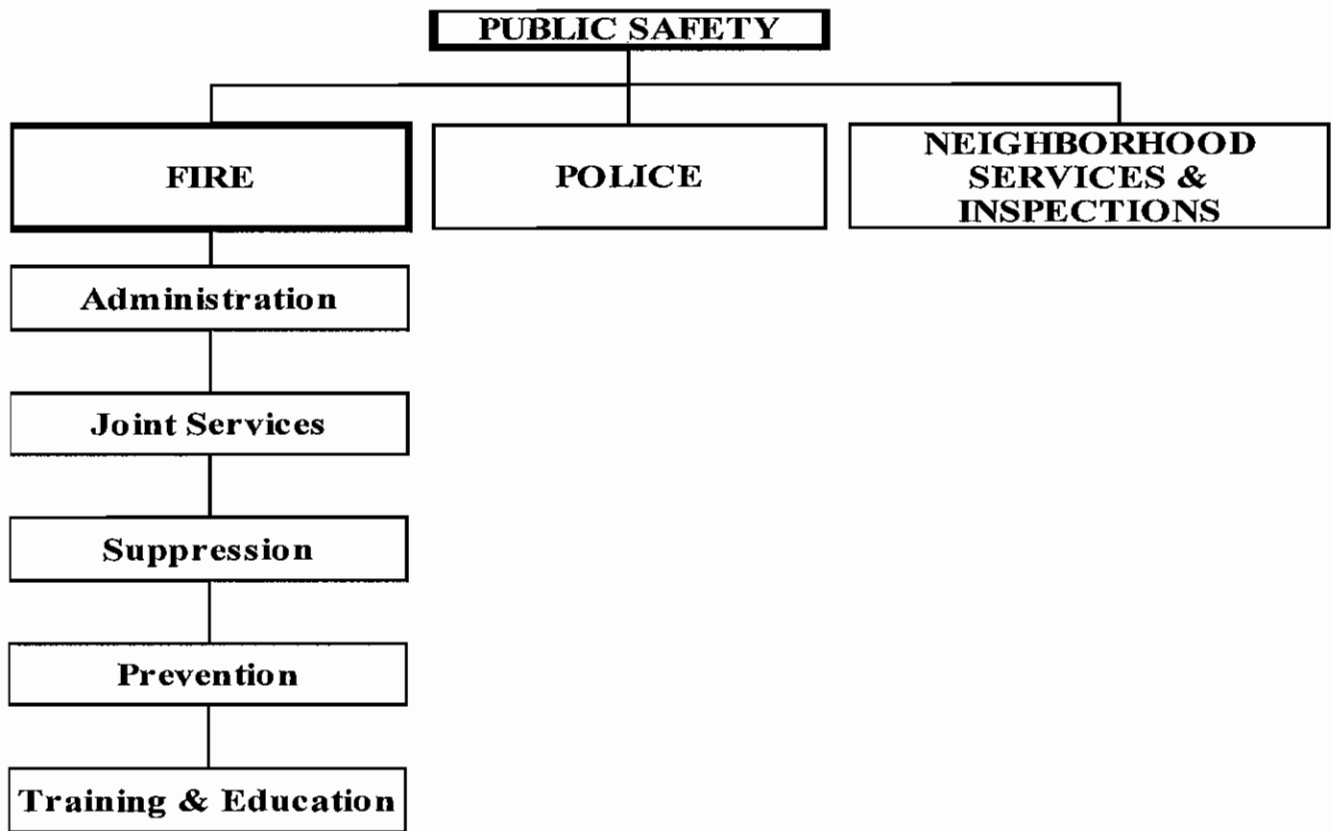 PUBLIC SAFETY
FIRE
POLICE
NEIGHBORHOOD
SERVICES &
INSPECTIONS
Administration
Joint Services
Suppression
Prevention
Training & Education